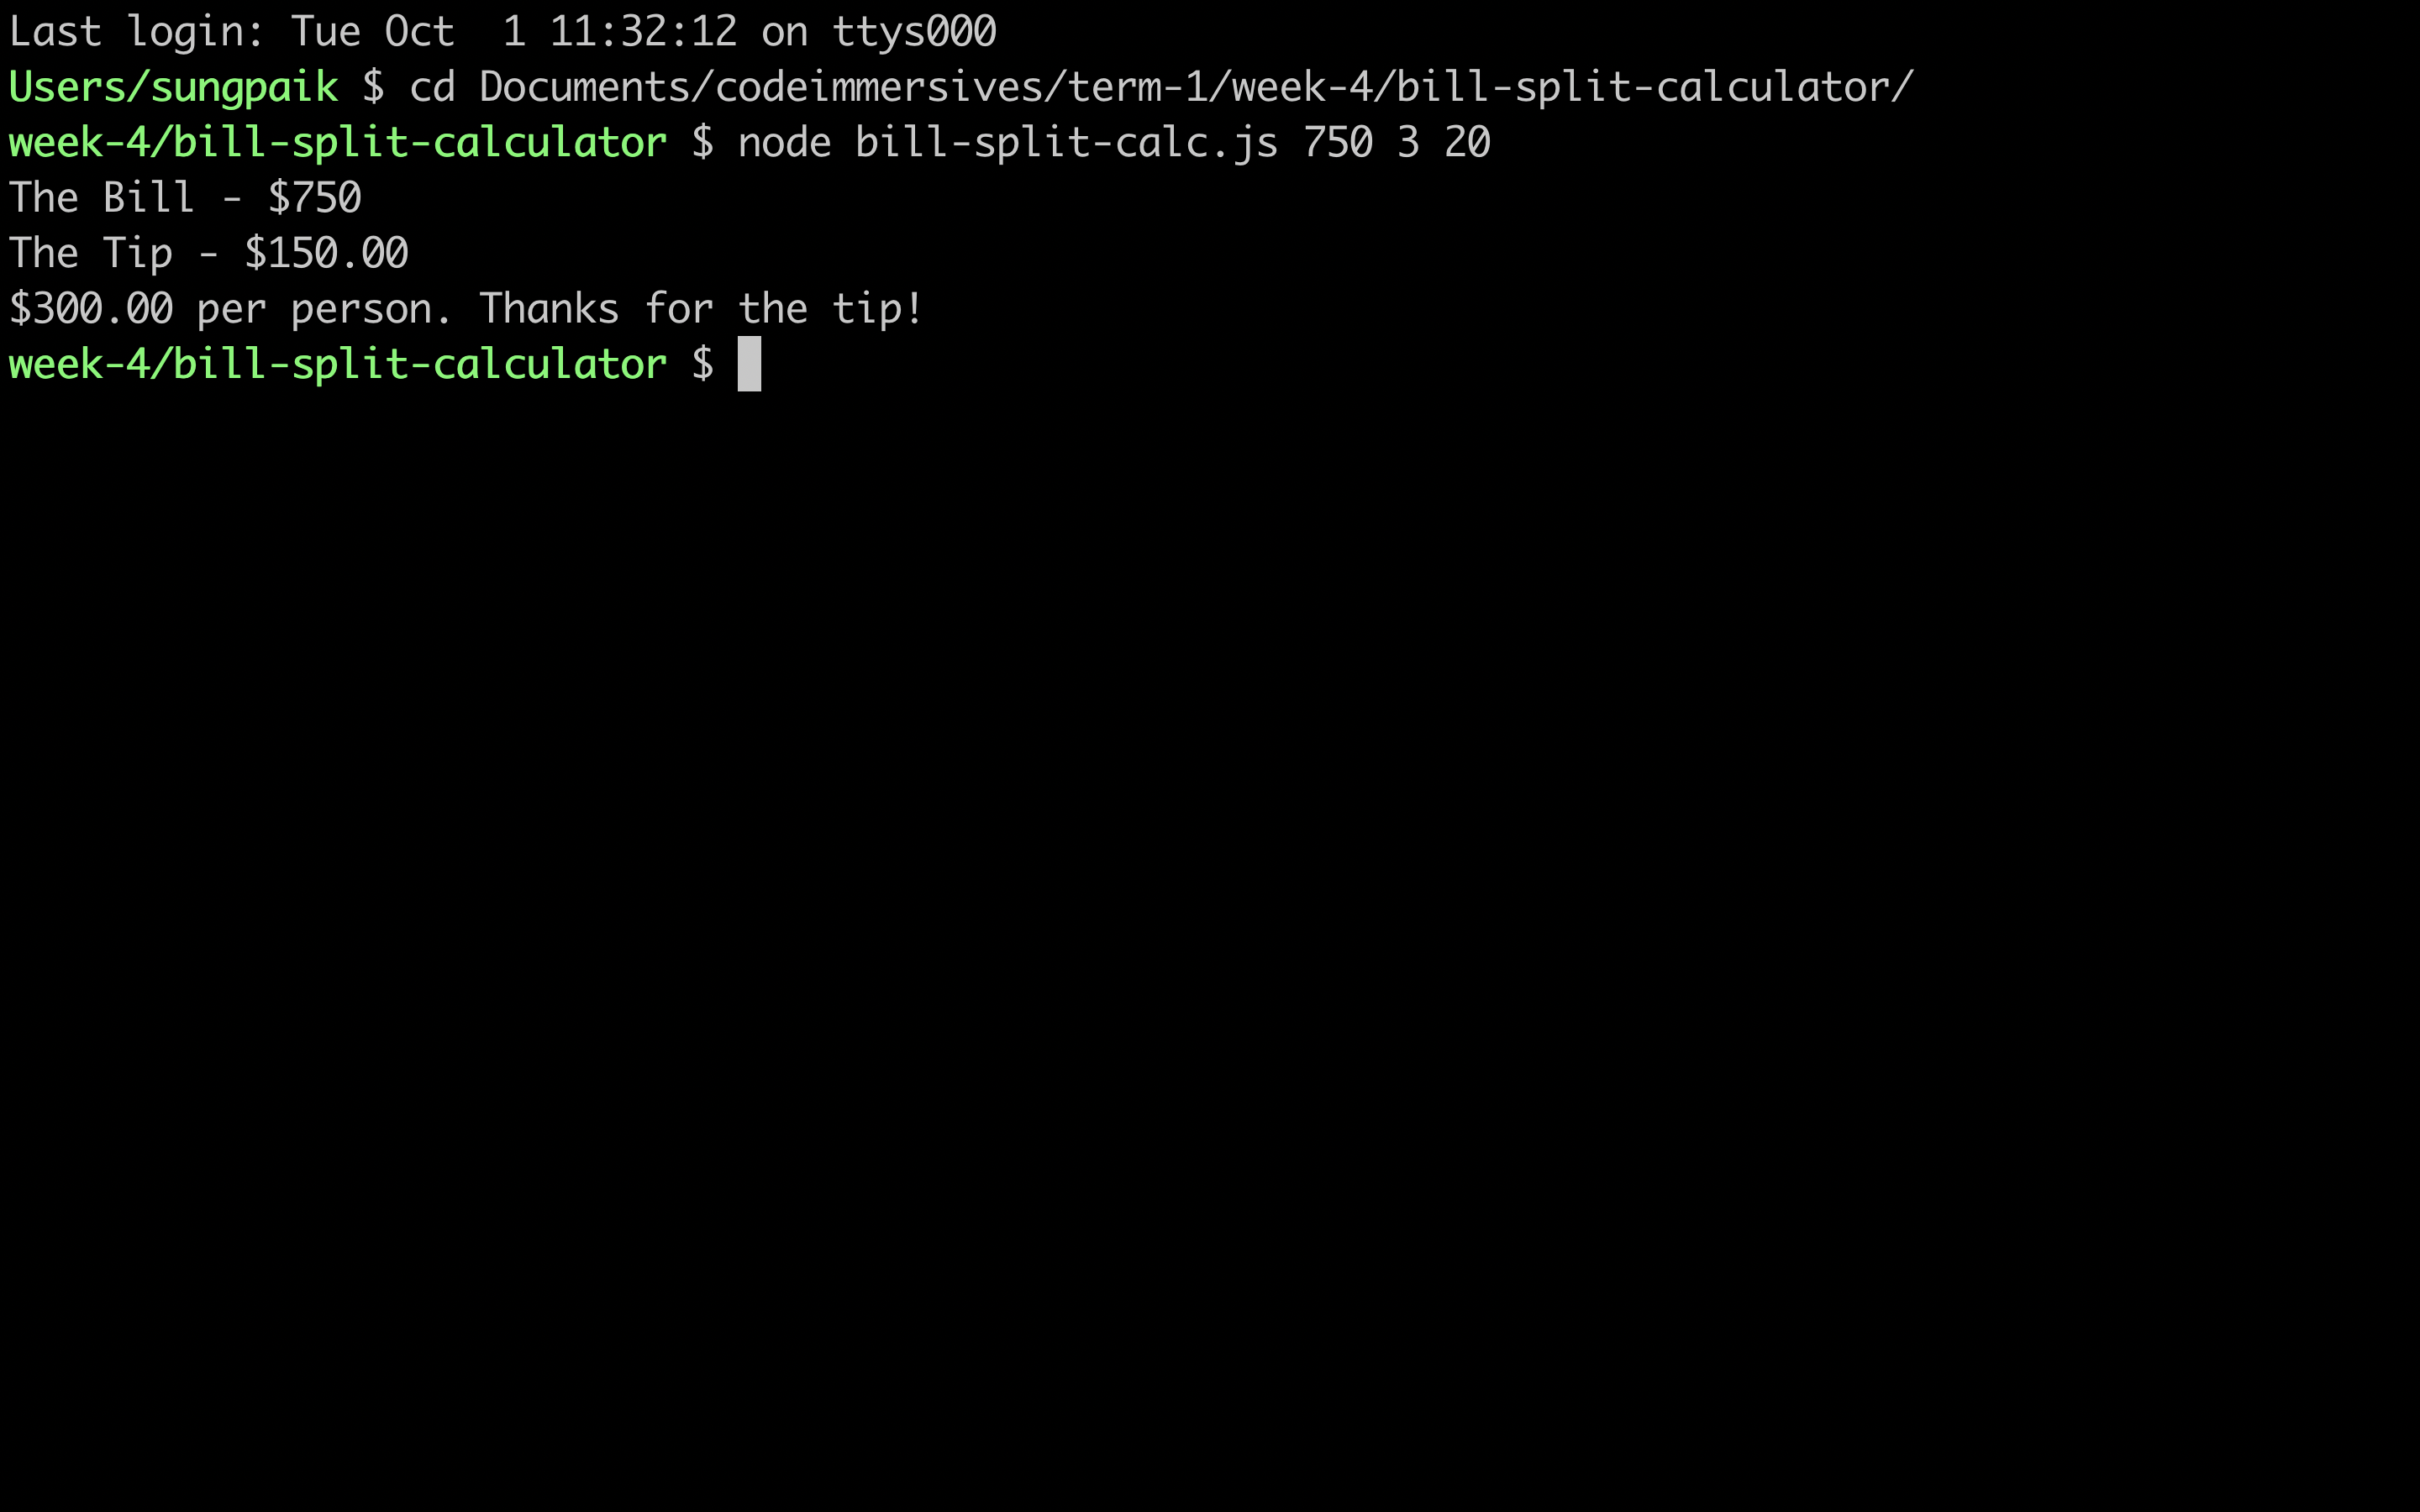 Last login: Tue Oct  1 11:32:12 on ttys000
Users/sungpaik $ cd Documents/codeimmersives/term-1/week-4/bill-split-calculator/
week-4/bill-split-calculator $ node bill-split-calc.js 750 3 20
The Bill - $750
The Tip - $150.00
$300.00 per person. Thanks for the tip!
week-4/bill-split-calculator $